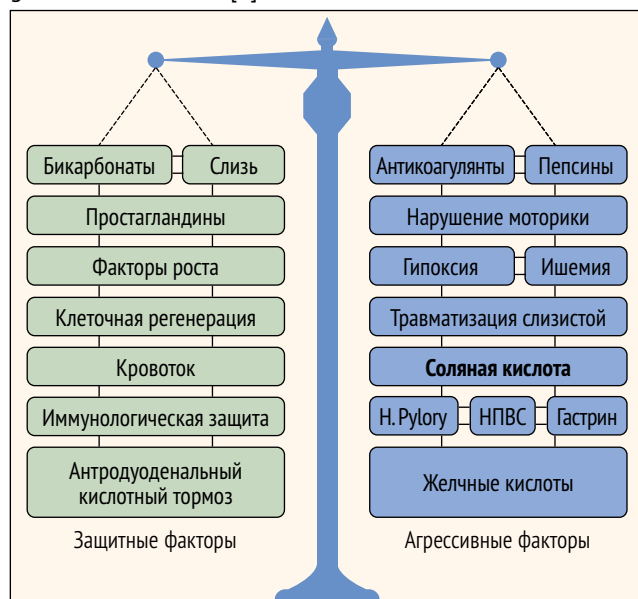 Бикарбонаты Слизь
Простагландины
Факторы роста
Клеточная регенерация
Кровоток
Иммунологическая защита
Антродуоденальный
кислотный тормоз
Защитные факторы
Антикоагулянты Пепсины
Нарушение моторики
Гипоксия Ишемия
Травматизация слизистой
Соляная кислота
H. Pylory НПВС Гастрин
Желчные кислоты
Агрессивные факторы